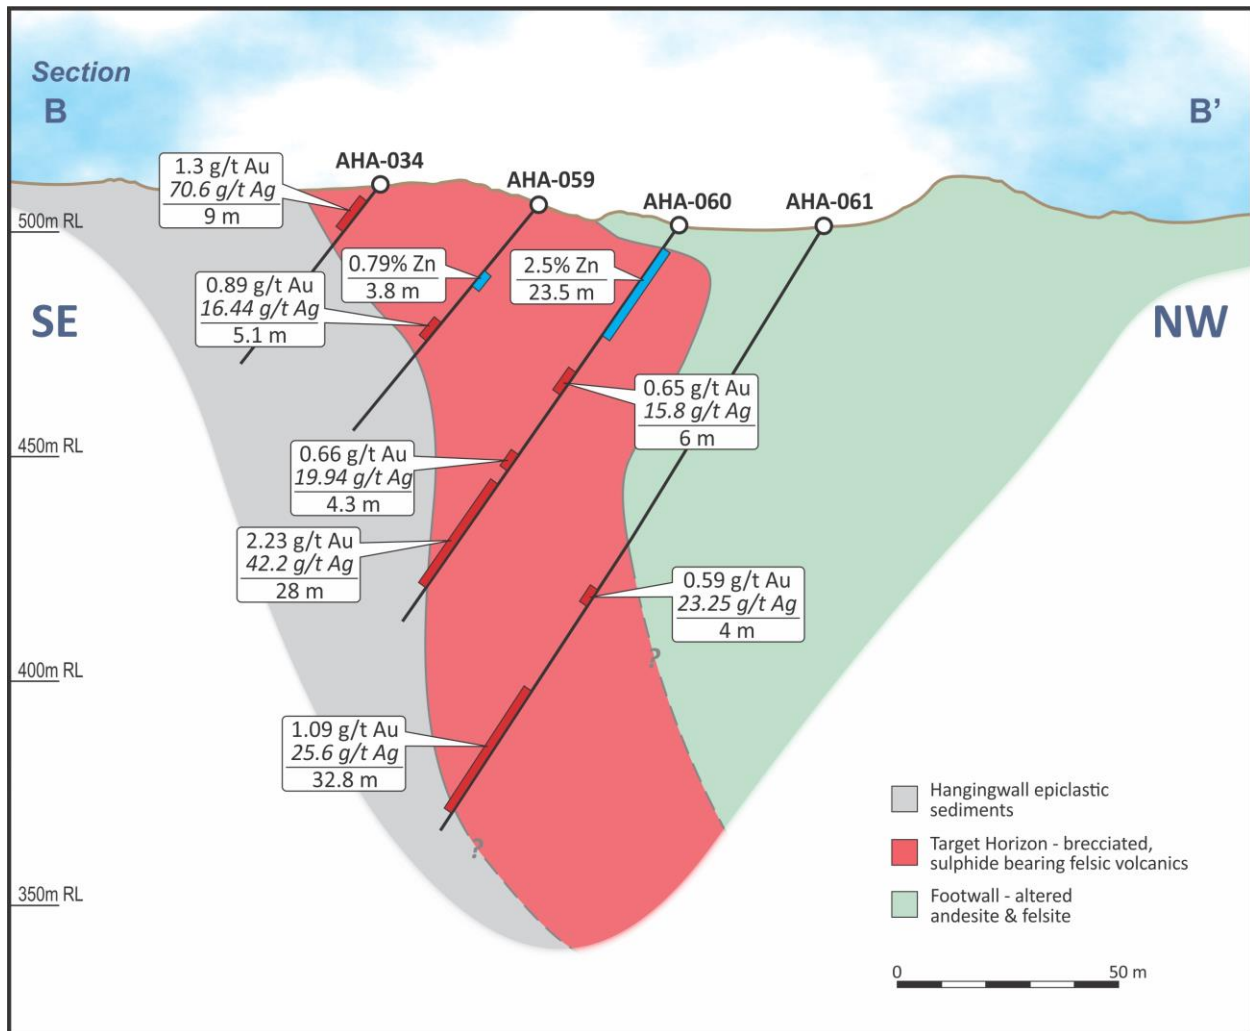 Section
B
B'
AHA-034
AHA-059
AHA-060
AHA-061
1.3 g/t Au
70.6 g/t Ag
9 m
500m RL
0.79% Zn
3.8 m
2.5% Zn
23.5 m
0.89 g/t Au
16.44 g/t Ag
5.1 m
SE
NW
0.65 g/t Au
15.8 g/t Ag
6 m
450m RL
0.66 g/t Au
19.94 g/t Ag
4.3 m
2.23 g/t Au
42.2 g/t Ag
28 m
0.59 g/t Au
23.25 g/t Ag
4 m
?
400m RL
1.09 g/t Au
25.6 g/t Ag
32.8 m
?
350m RL
Hangingwall epiclastic
sediments
Target Horizon - brecciated,
sulphide bearing felsic volcanics
Footwall - altered
andesite & felsite
0
50 m